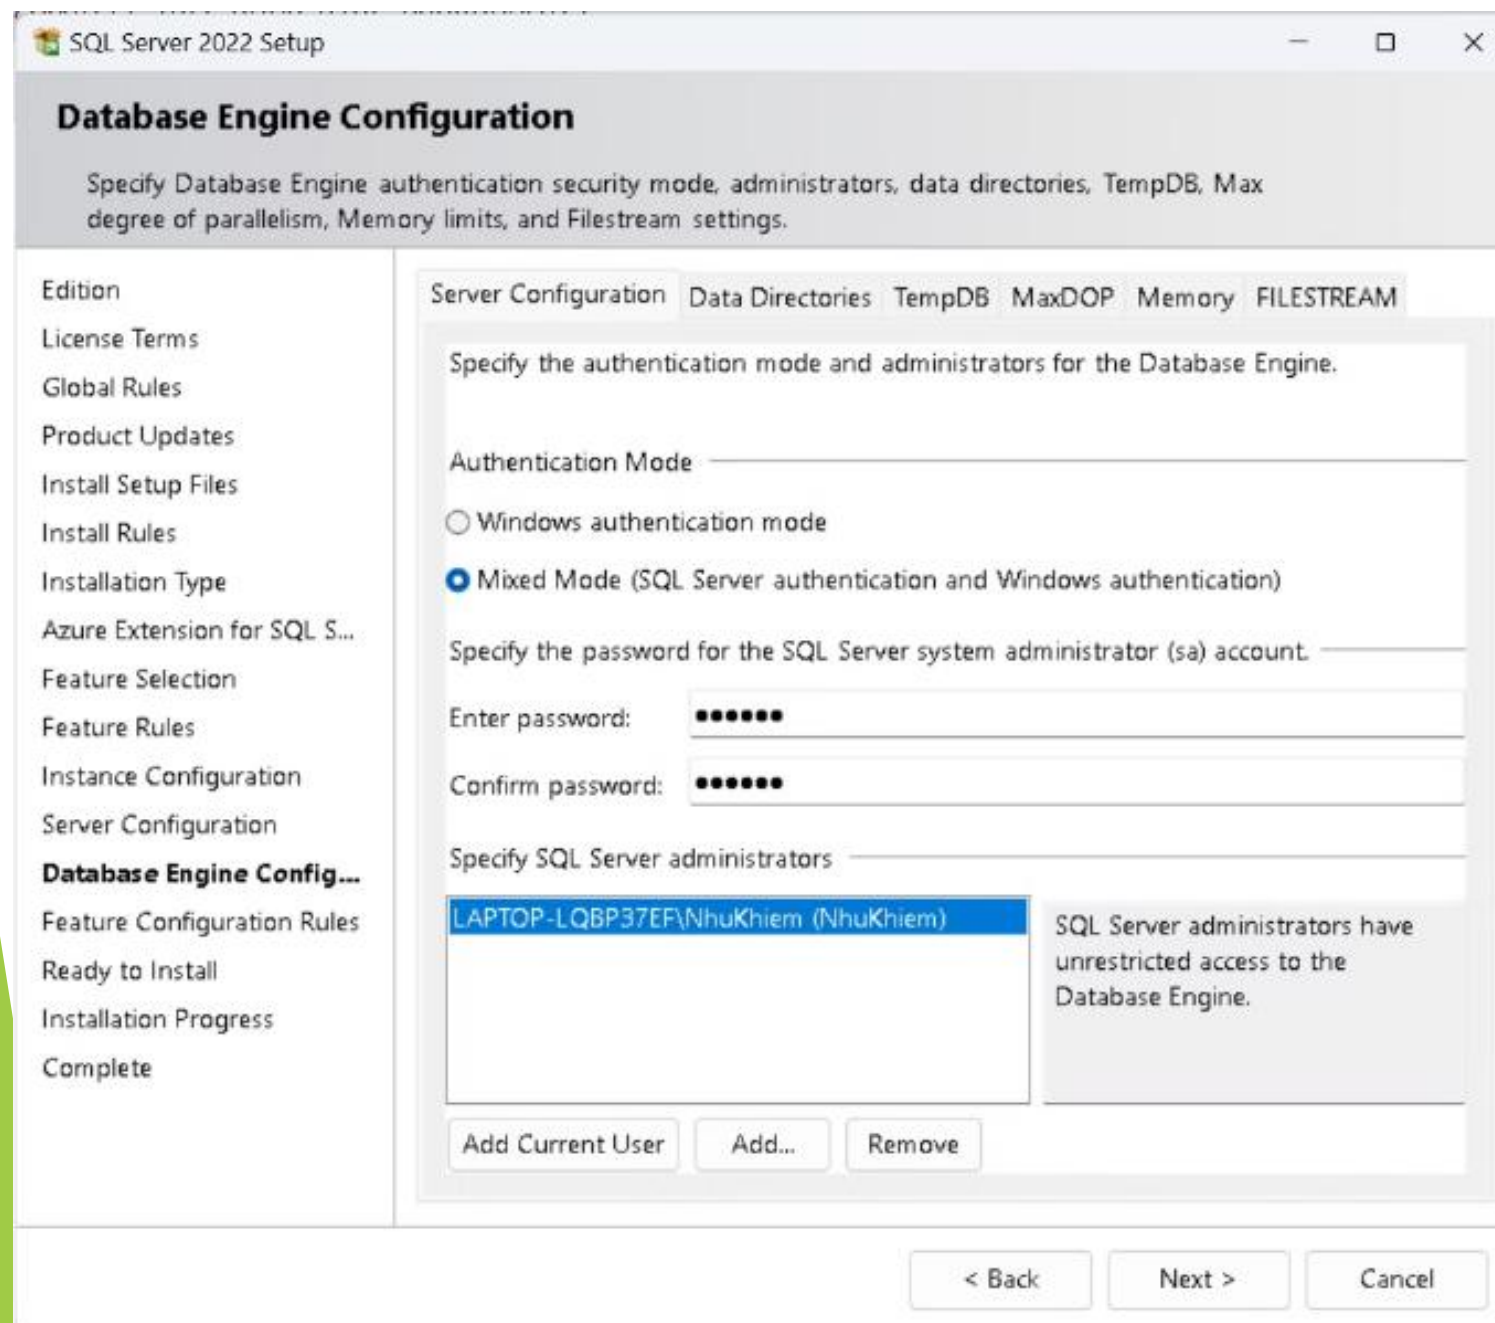 SQL Server 2022 Setup
Database Engine Configuration
Specify Database Engine authentication security mode, administrators, data directories, TempDB, Max
degree of parallelism, Memory limits, and Filestream settings.
Edition
License Terms
Global Rules
Product Updates
Install Setup Files
Install Rules
Installation Type
Azure Extension for SQL S...
Feature Selection
Feature Rules
Instance Configuration
Server Configuration
Database Engine Config...
Feature Configuration Rules
Ready to Install
Installation Progress
Complete
Server Configuration Data Directories TempDB MaxDOP Memory FILESTREAM
Specify the authentication mode and administrators for the Database Engine.
Authentication Mode
Windows authentication mode
Mixed Mode (SQL Server authentication and Windows authentication)
Specify the password for the SQL Server system administrator (sa) account.
Enter password: ●●●●●●
Confirm password: ●●●●●●
Specify SQL Server administrators
LAPTOP-LQBP37EF\NhuKhiem (NhuKhiem)
SQL Server administrators have
unrestricted access to the
Database Engine.
Add Current User Add... Remove
< Back Next > Cancel